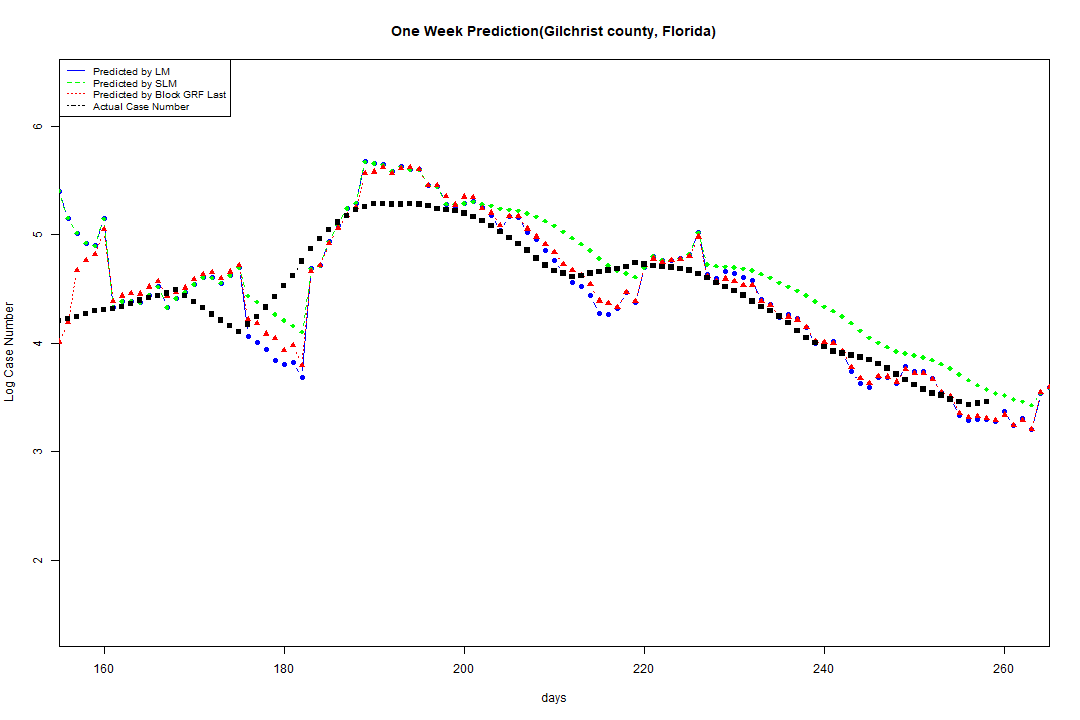 One Week Prediction(Gilchrist county, Florida)
Predicted by LM
Predicted by SLM
Predicted by Block GRF Last
Actual Case Number
Log Case Number
6
5
4
3
2
160 180 200 220 240 260
days